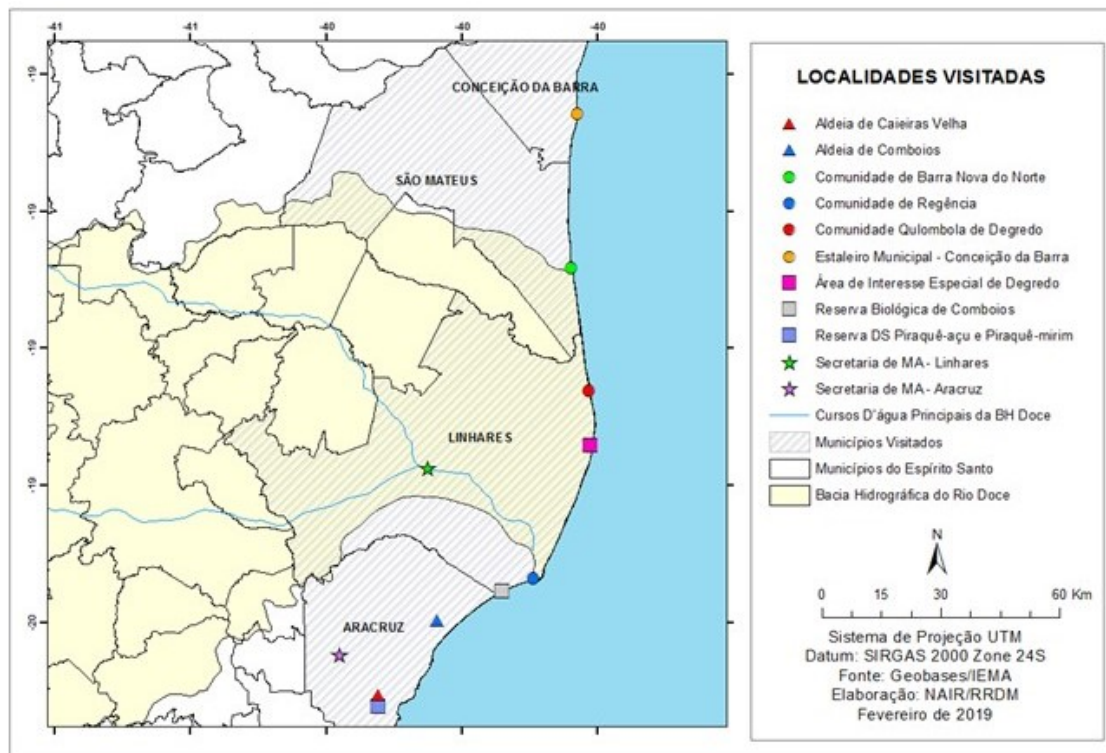 -41
-41
-40
-40
-40
-19
-19
-19
-19
-20
CONCEIÇÃO DA BARRA
SÃO MATEUS
LINHARES
ARACRUZ
LOCALIDADES VISITADAS
Aldeia de Caieiras Velha
Aldeia de Comboios
Comunidade de Barra Nova do Norte
Comunidade de Regência
Comunidade Qulombola de Degredo
Estaleiro Municipal - Conceição da Barra
Área de Interesse Especial de Degredo
Reserva Biológica de Comboios
Reserva DS Piraquê-açu e Piraquê-mirim
Secretaria de MA - Linhares
Secretaria de MA - Aracruz
Cursos D'água Principais da BH Doce
Municípios Visitados
Municípios do Espírito Santo
Bacia Hidrográfica do Rio Doce
N
0 15 30 60 Km
Sistema de Projeção UTM
Datum: SIRGAS 2000 Zone 24S
Fonte: Geobases/IEMA
Elaboração: NAIR/RRDM
Fevereiro de 2019